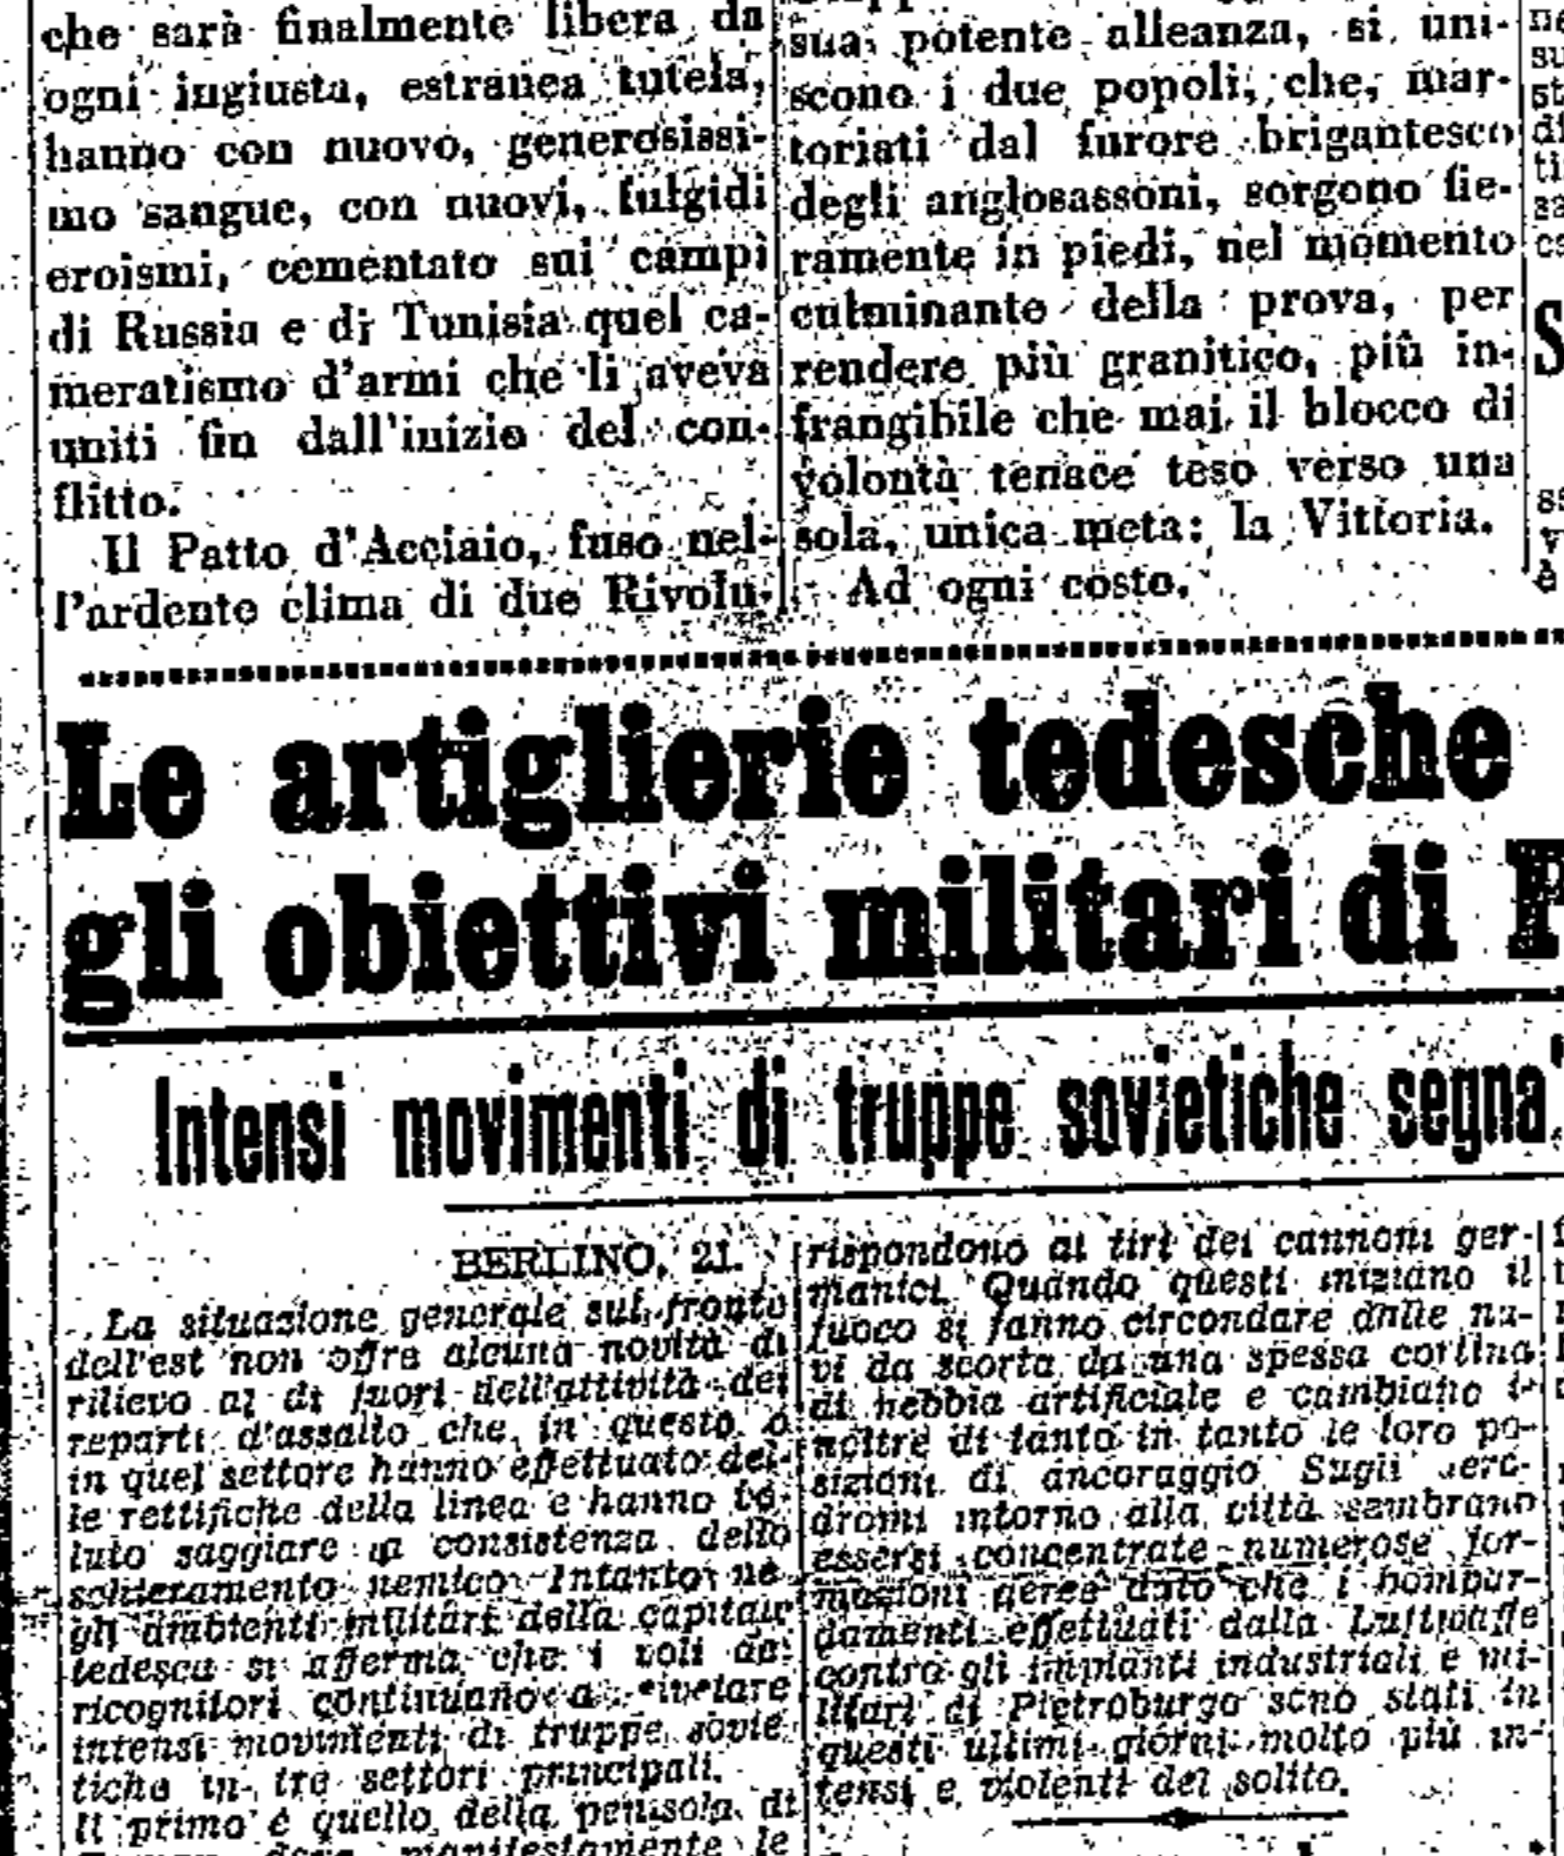 che sarà finalmente libera da
ogni ingiusta, estranea tutela,
hanno con nuovo, generosissi-
mo sangue, con nuovi, fulgidi
eroismi, cementato sui campi
di Russia e di Tunisia quel ca-
meratismo d'armi che li aveva
uniti fin dall'inizio del con-
flitto.
Il Patto d'Acciaio, fuso nel-
l'ardente clima di due Rivolu-
sua potente alleanza, si uni-
scono i due popoli, che, mar-
toriati dal furore brigantesco
degli anglosassoni, sorgono fie-
ramente in piedi, nel momento
culminante della prova, per
rendere più granitico, più in-
frangibile che mai il blocco di
volontà tenace teso verso una
sola, unica meta: la Vittoria.
Ad ogni costo.
Le artiglierie tedesche
gli obiettivi militari di P
Intensi movimenti di truppe sovietiche segna
BERLINO, 21.
La situazione generale sul fronte
dell'est non offre alcuna novità di
rilievo al di fuori dell'attività dei
reparti d'assalto che in questo o
in quel settore hanno effettuato del-
le rettifiche della linea e hanno vo-
luto saggiare la consistenza dello
schieramento nemico. Intanto ne-
gli ambienti militari della capitale
tedesca si afferma che i voli dei
ricognitori continuano a rivelare
intensi movimenti di truppe sovie-
tiche in tre settori principali.
Il primo è quello della penisola di
manifestamente le
rispondono ai tiri dei cannoni ger-
manici. Quando questi iniziano il
fuoco si fanno circondare dalle na-
vi da scorta da una spessa cortina
di nebbia artificiale e cambiano i-
noltre di tanto in tanto le loro po-
sizioni di ancoraggio. Sugli aero-
dromi intorno alla città sembrano
essersi concentrate numerose for-
mazioni aeree dato che i bombar-
damenti effettuati dalla Luftwaffe
contro gli impianti industriali e mi-
litari di Pietroburgo sono stati in
questi ultimi giorni molto più in-
tensi e violenti del solito.